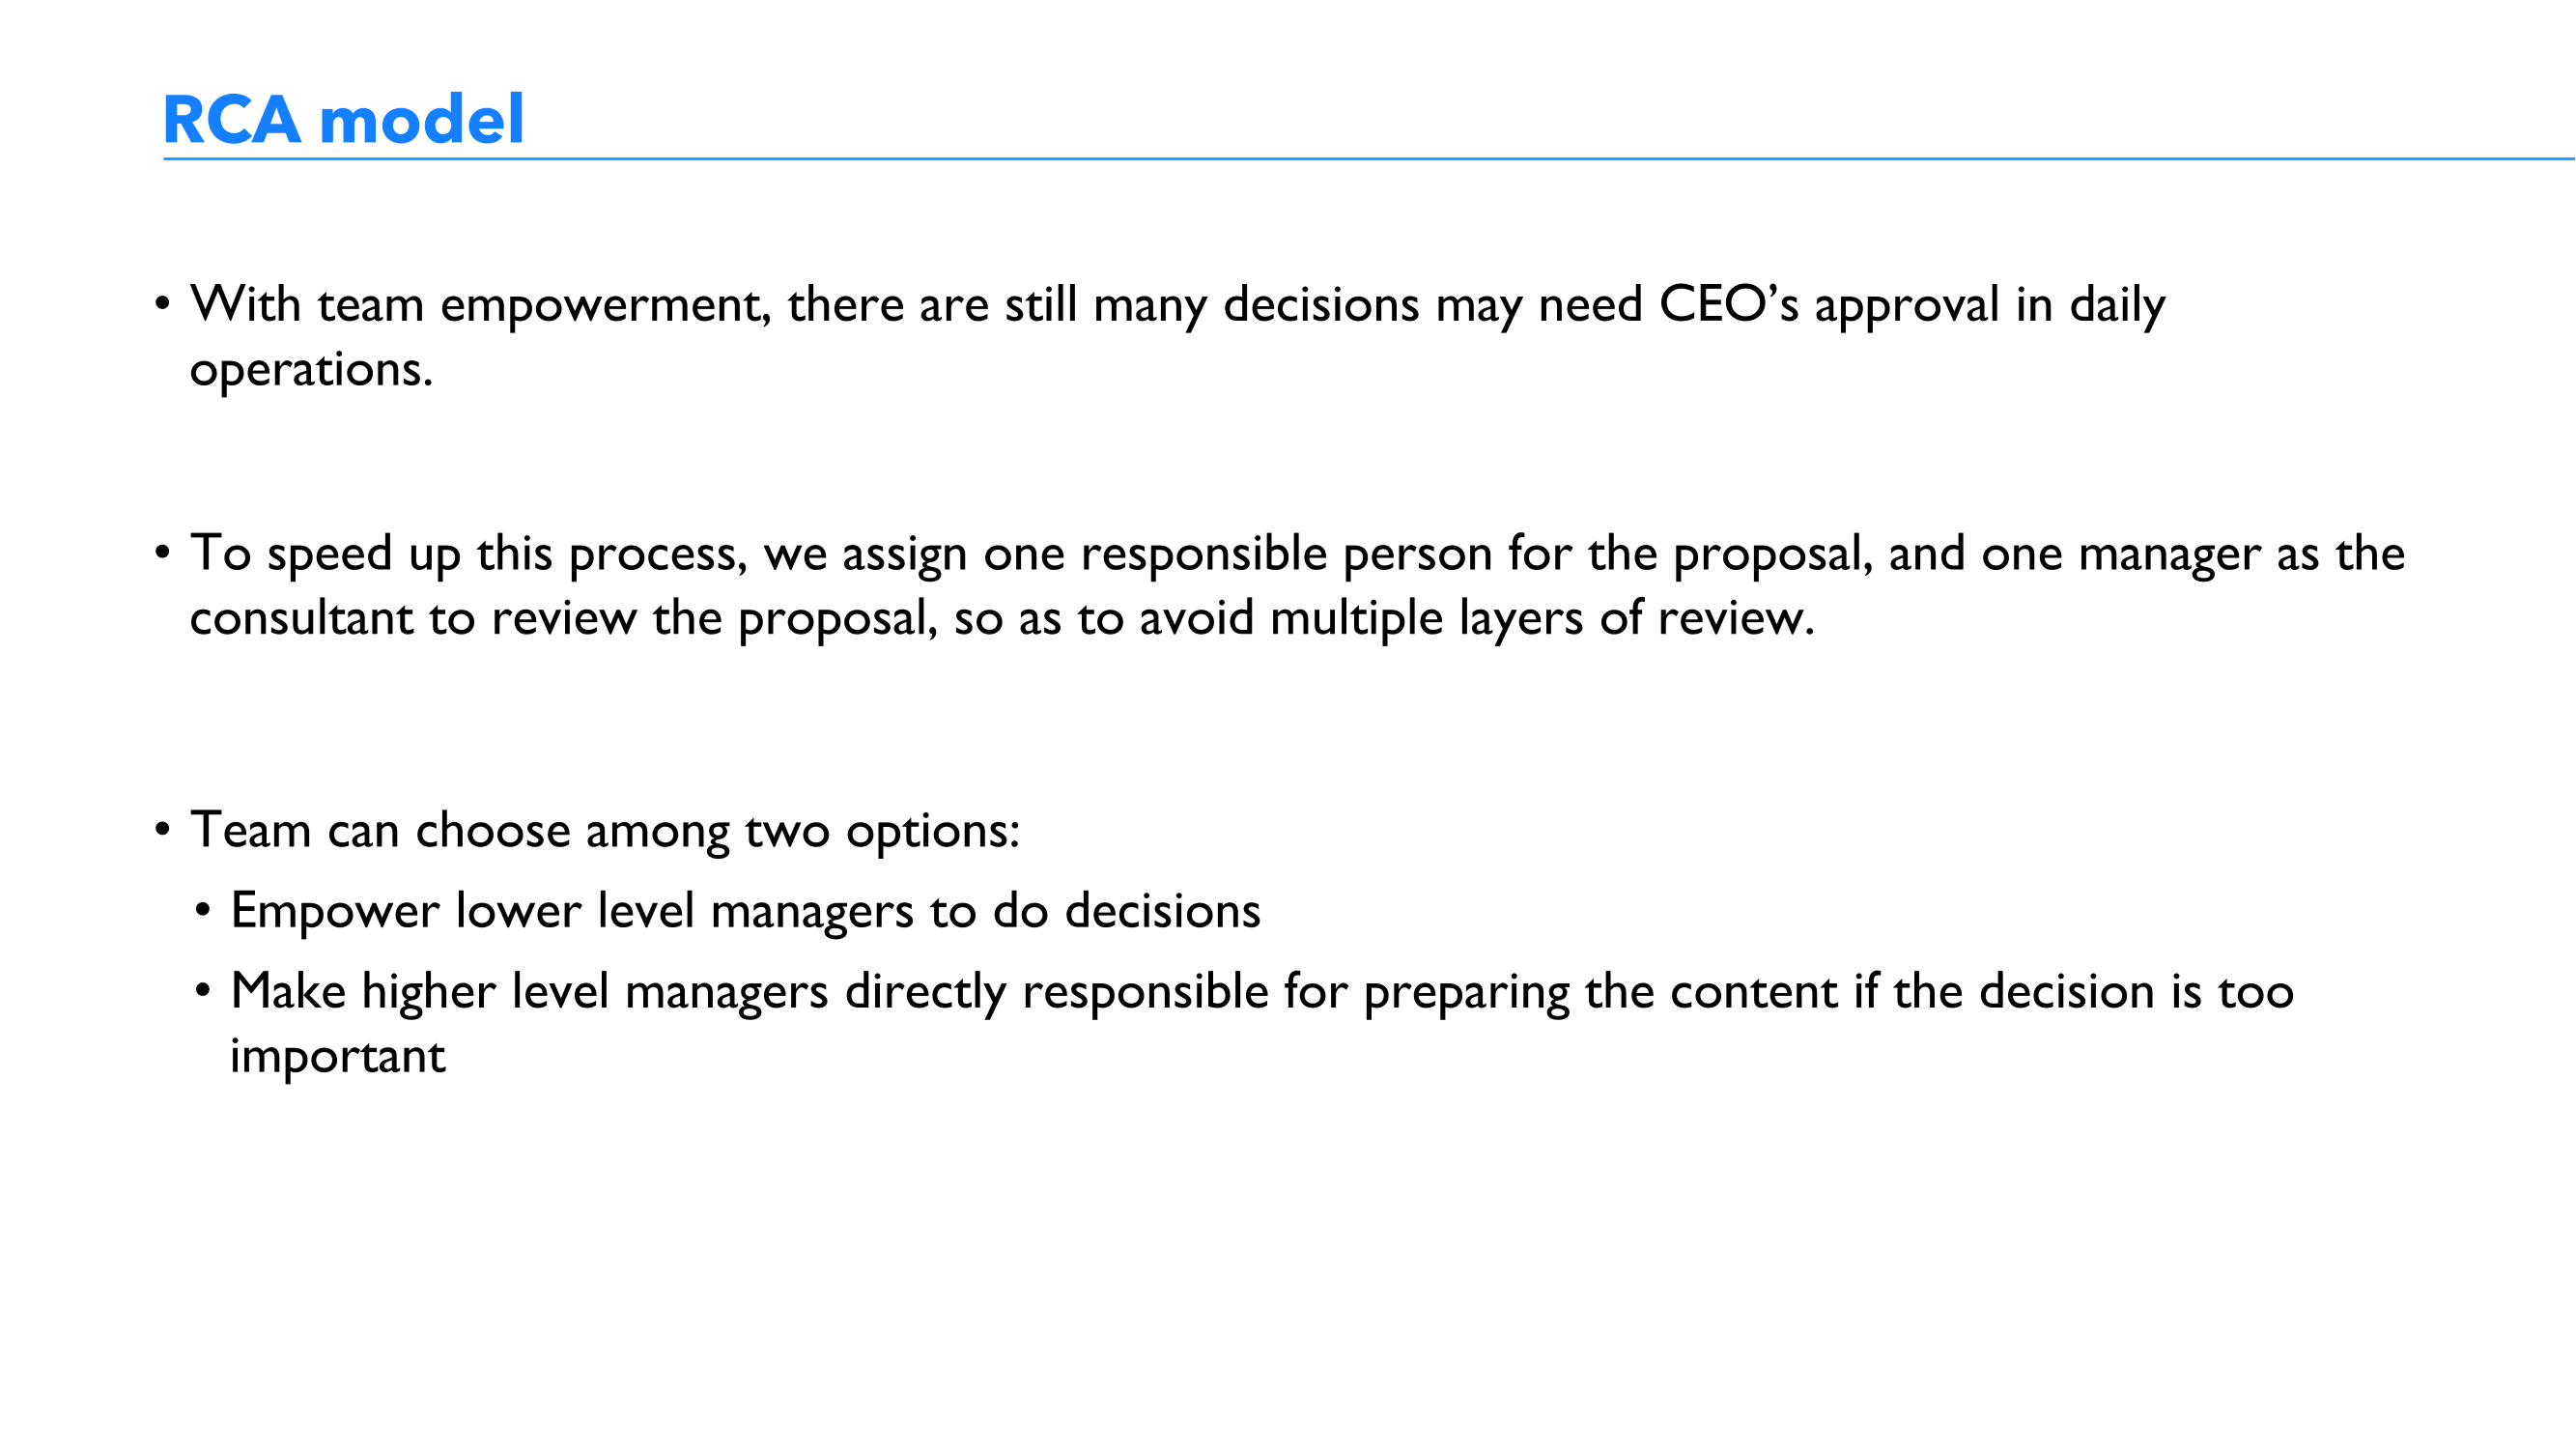 RCA model
• With team empowerment, there are still many decisions may need CEO’s approval in daily
operations.
• To speed up this process, we assign one responsible person for the proposal, and one manager as the
consultant to review the proposal, so as to avoid multiple layers of review.
• Team can choose among two options:
• Empower lower level managers to do decisions
• Make higher level managers directly responsible for preparing the content if the decision is too
important